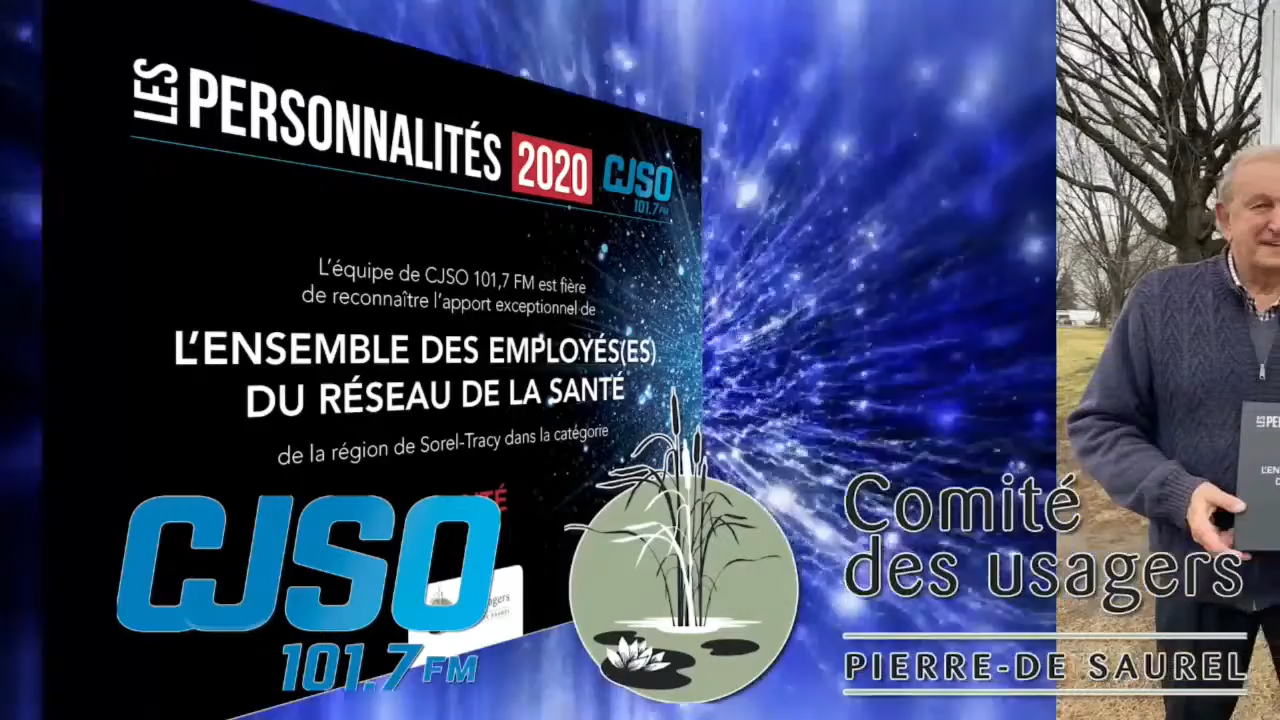 LES PERSONNALITÉS 2020 CJSO
101.7 FM
L'équipe de CJSO 101,7 FM est fière
de reconnaître l'apport exceptionnel de
L'ENSEMBLE DES EMPLOYÉS(ES)
DU RÉSEAU DE LA SANTÉ
de la région de Sorel-Tracy dans la catégorie
CJSO
101.7 FM
Comité
des usagers
PIERRE-DE SAUREL